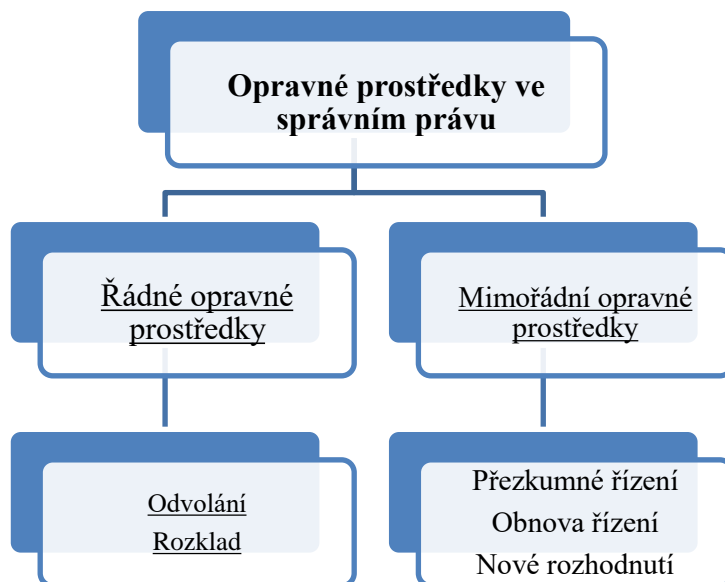 Opravné prostředky ve
správním právu
Řádné opravné
prostředky
Mimořádní opravné
prostředky
Odvolání
Rozklad
Přezkumné řízení
Obnova řízení
Nové rozhodnutí